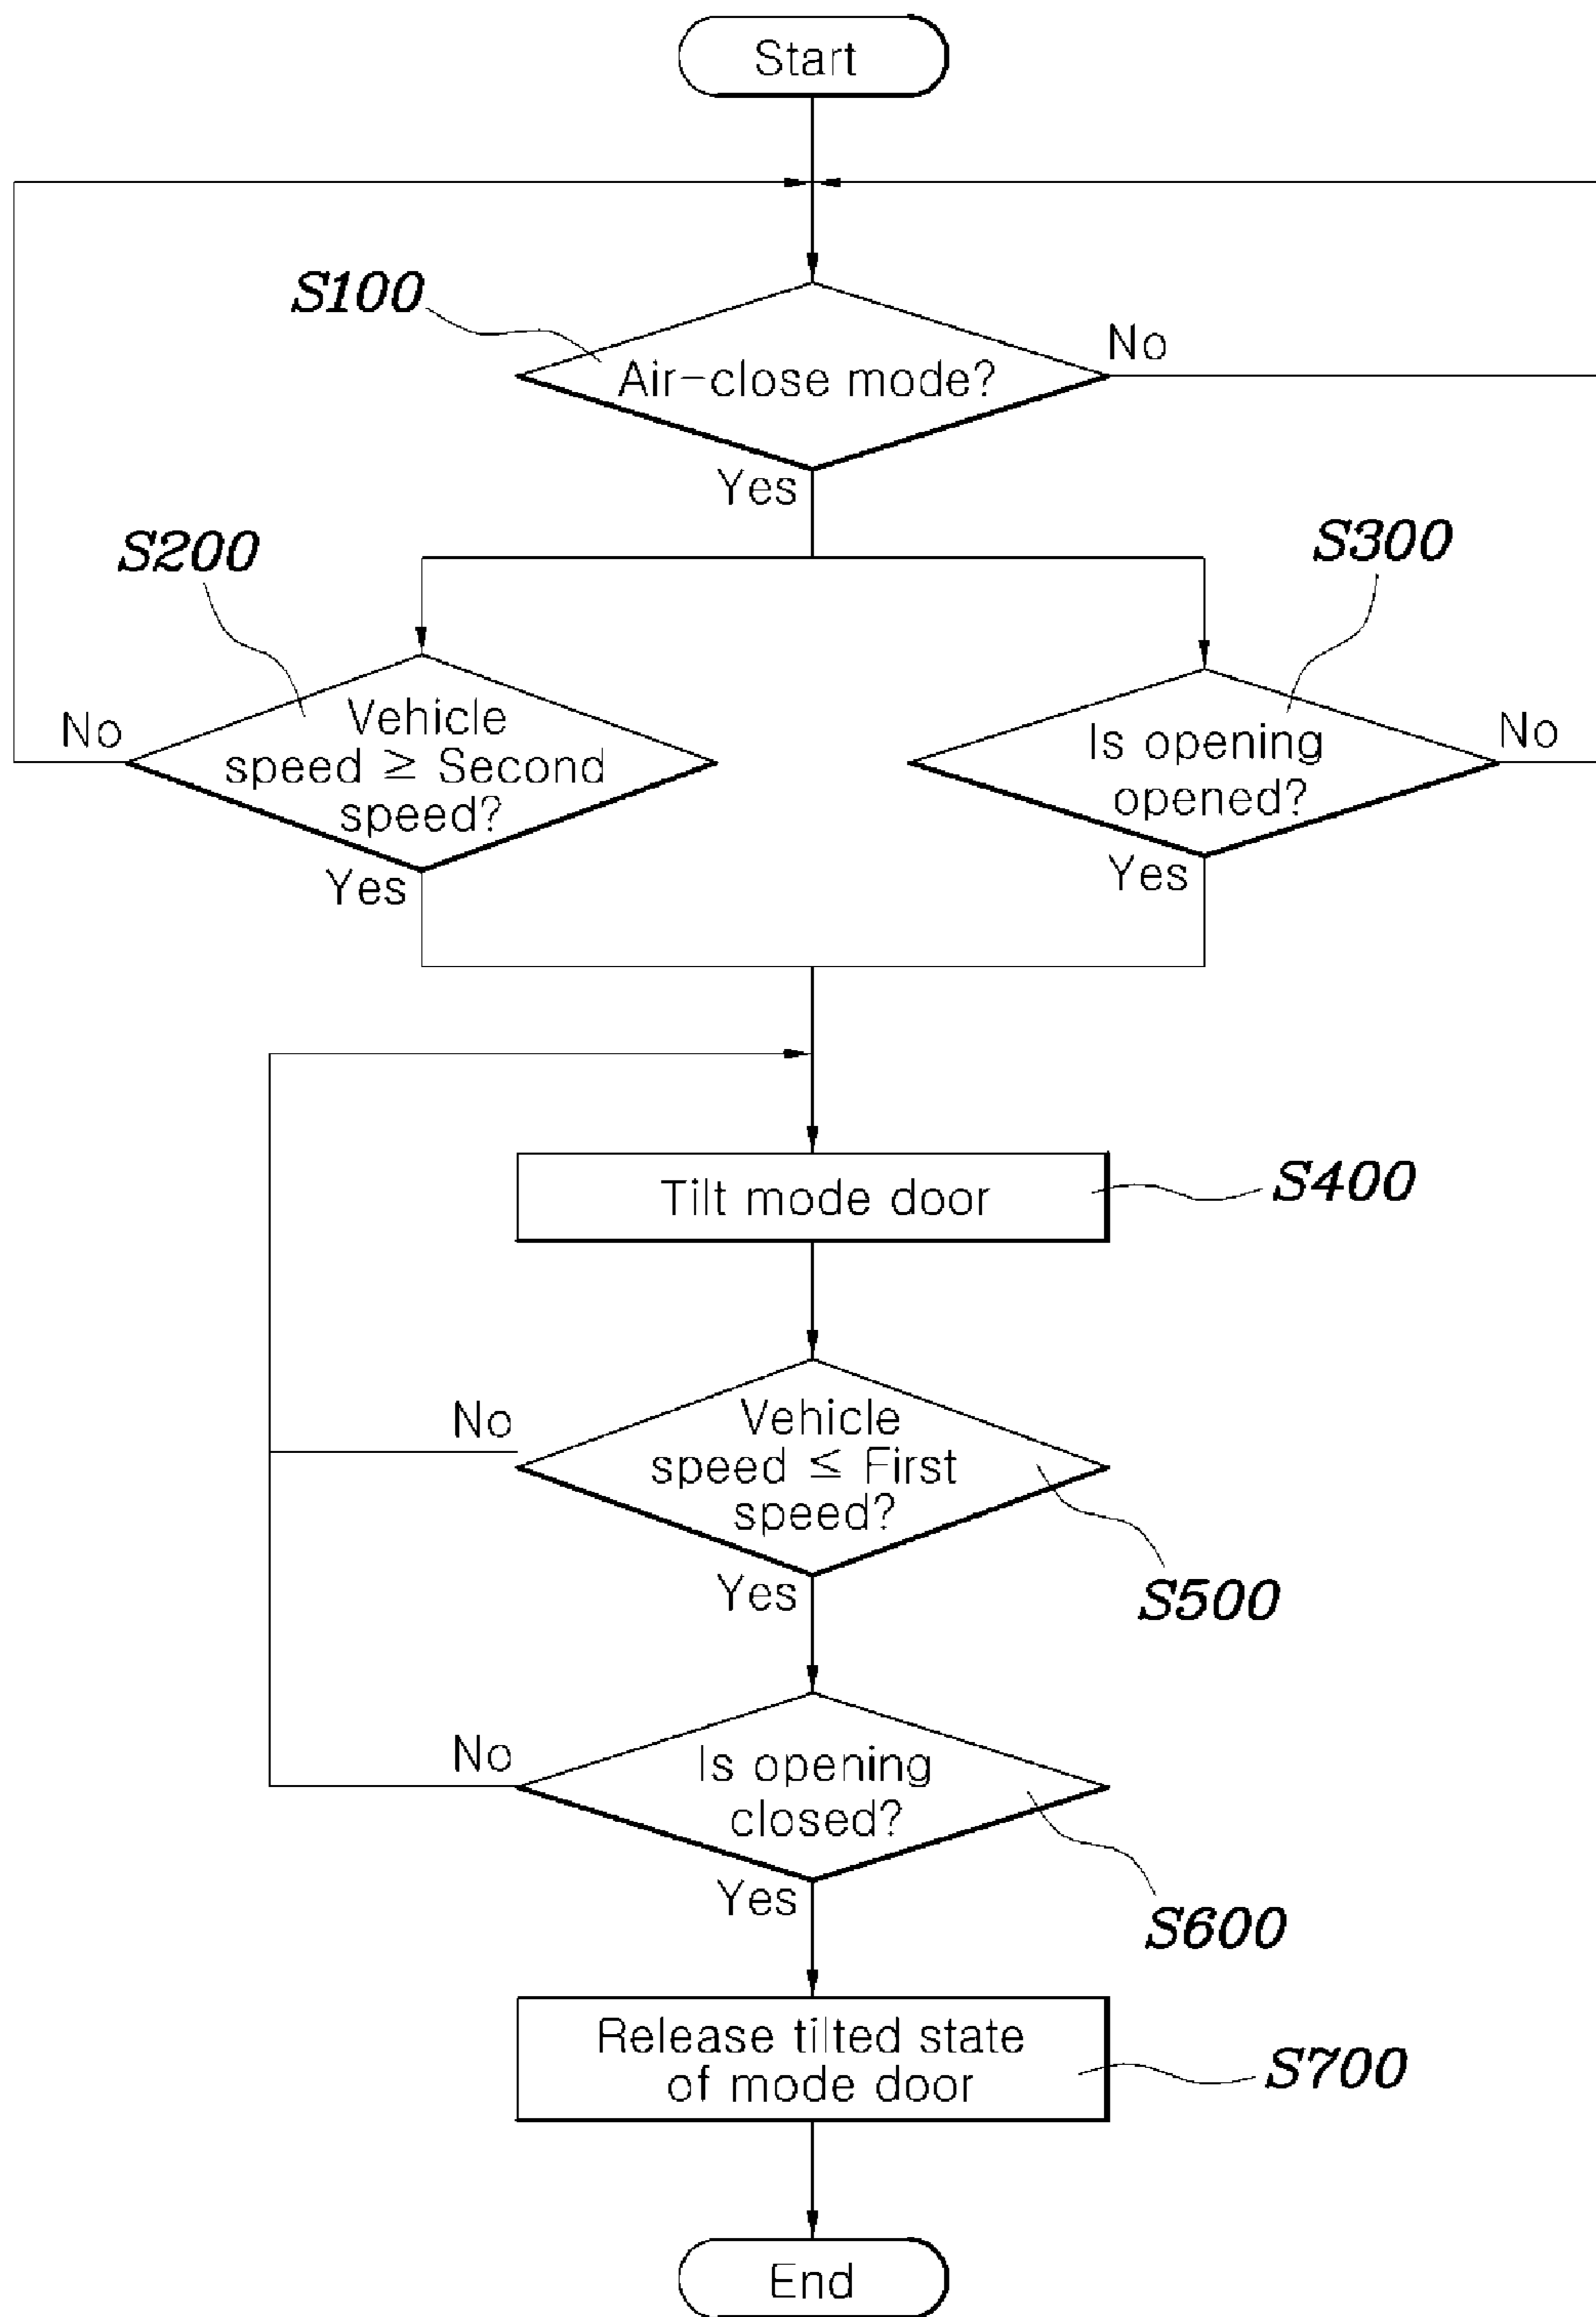 Start
S100
Air-close mode?
No
Yes
S200
S300
No
Vehicle
speed ≥ Second
speed?
Yes
Is opening
opened?
No
Yes
Tilt mode door
S400
No
Vehicle
speed ≤ First
speed?
Yes
S500
No
Is opening
closed?
Yes
S600
Release tilted state
of mode door
S700
End